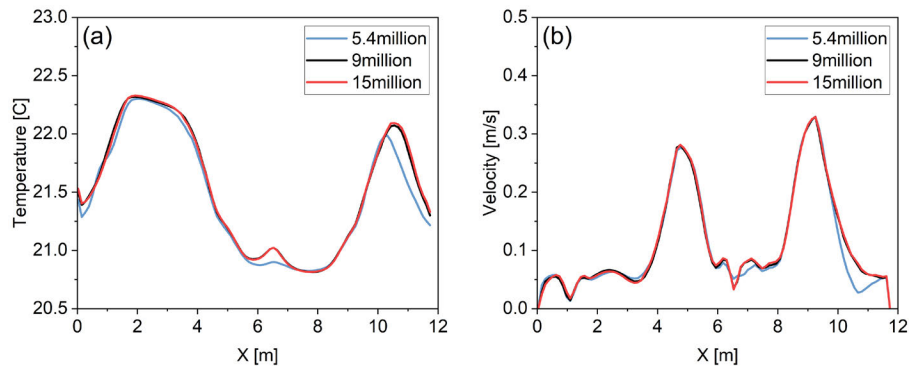 (a)
5.4million
9million
15million
Temperature [C]
23.0
22.5
22.0
21.5
21.0
20.5
0 2 4 6 8 10 12
X [m]
(b)
5.4million
9million
15million
Velocity [m/s]
0.5
0.4
0.3
0.2
0.1
0.0
0 2 4 6 8 10 12
X [m]